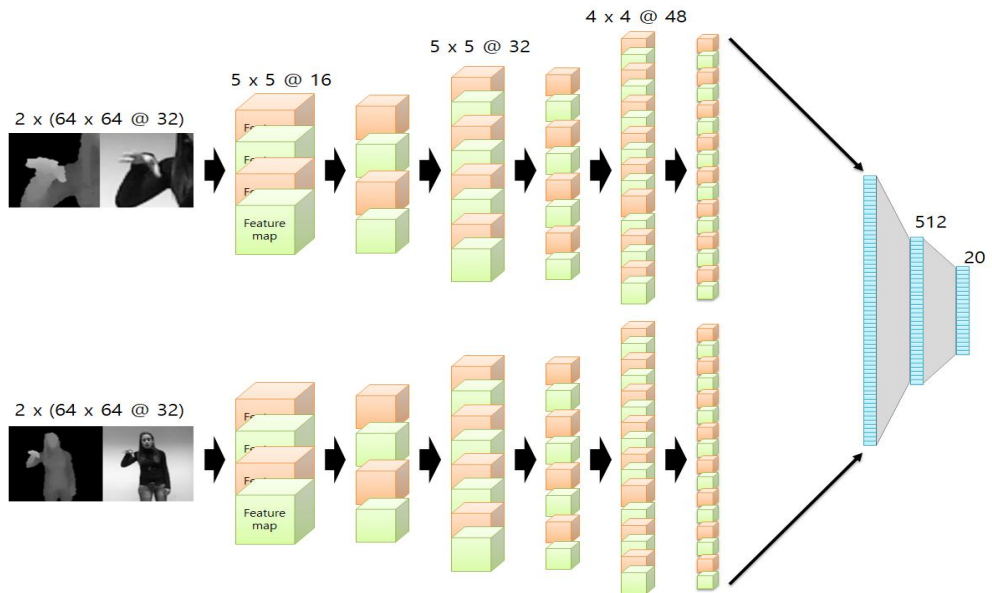 4 x 4 @ 48
5 x 5 @ 32
5 x 5 @ 16
2 x (64 x 64 @ 32)
Feature
map
512
20
2 x (64 x 64 @ 32)
Feature
map